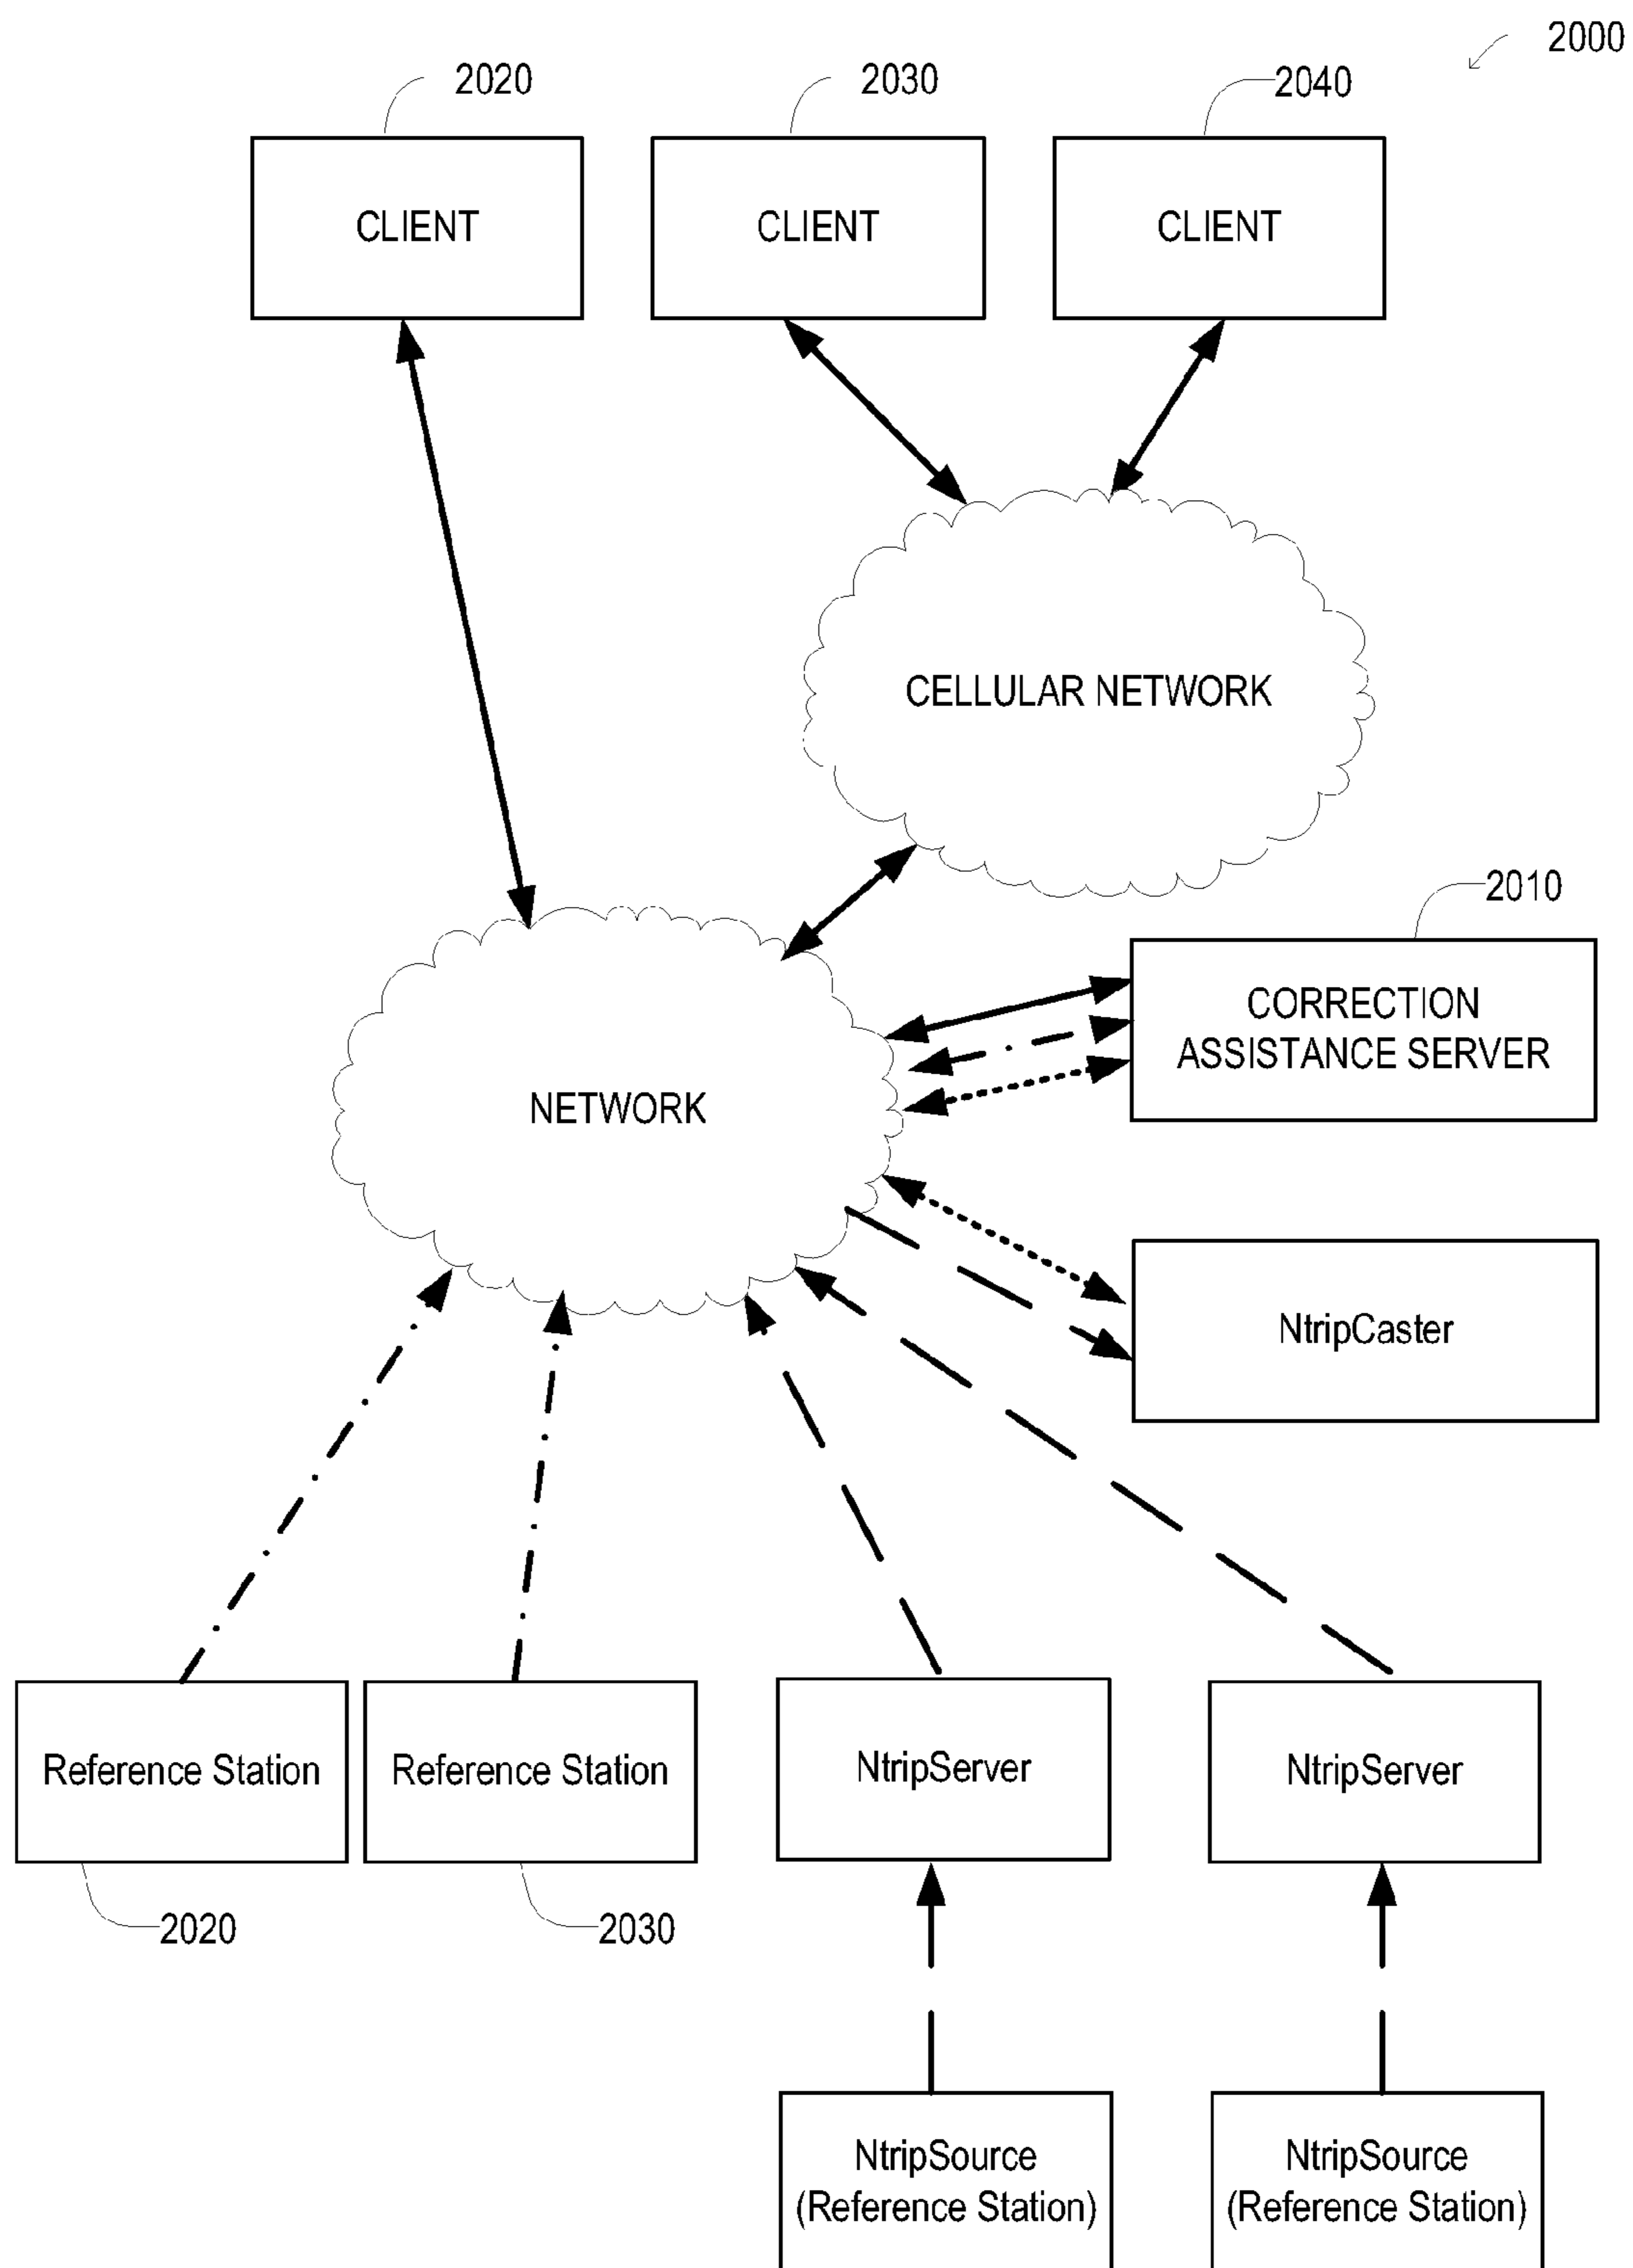 2000
2020
2030
2040
CLIENT
CLIENT
CLIENT
CELLULAR NETWORK
2010
CORRECTION
ASSISTANCE SERVER
NETWORK
NtripCaster
Reference Station
Reference Station
NtripServer
NtripServer
2020
2030
NtripSource
(Reference Station)
NtripSource
(Reference Station)